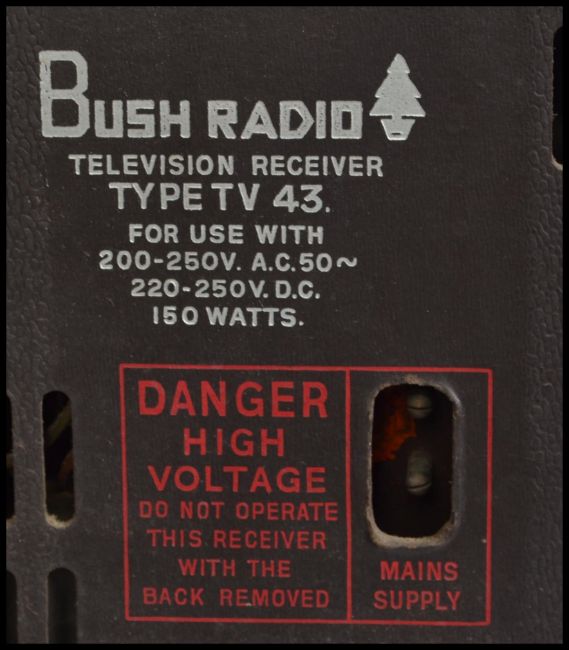 BUSH RADIO
TELEVISION RECEIVER
TYPE TV 43.
FOR USE WITH
200-250V. A.C. 50~
220-250V. D.C.
150 WATTS.
DANGER
HIGH
VOLTAGE
DO NOT OPERATE
THIS RECEIVER
WITH THE
BACK REMOVED
MAINS
SUPPLY